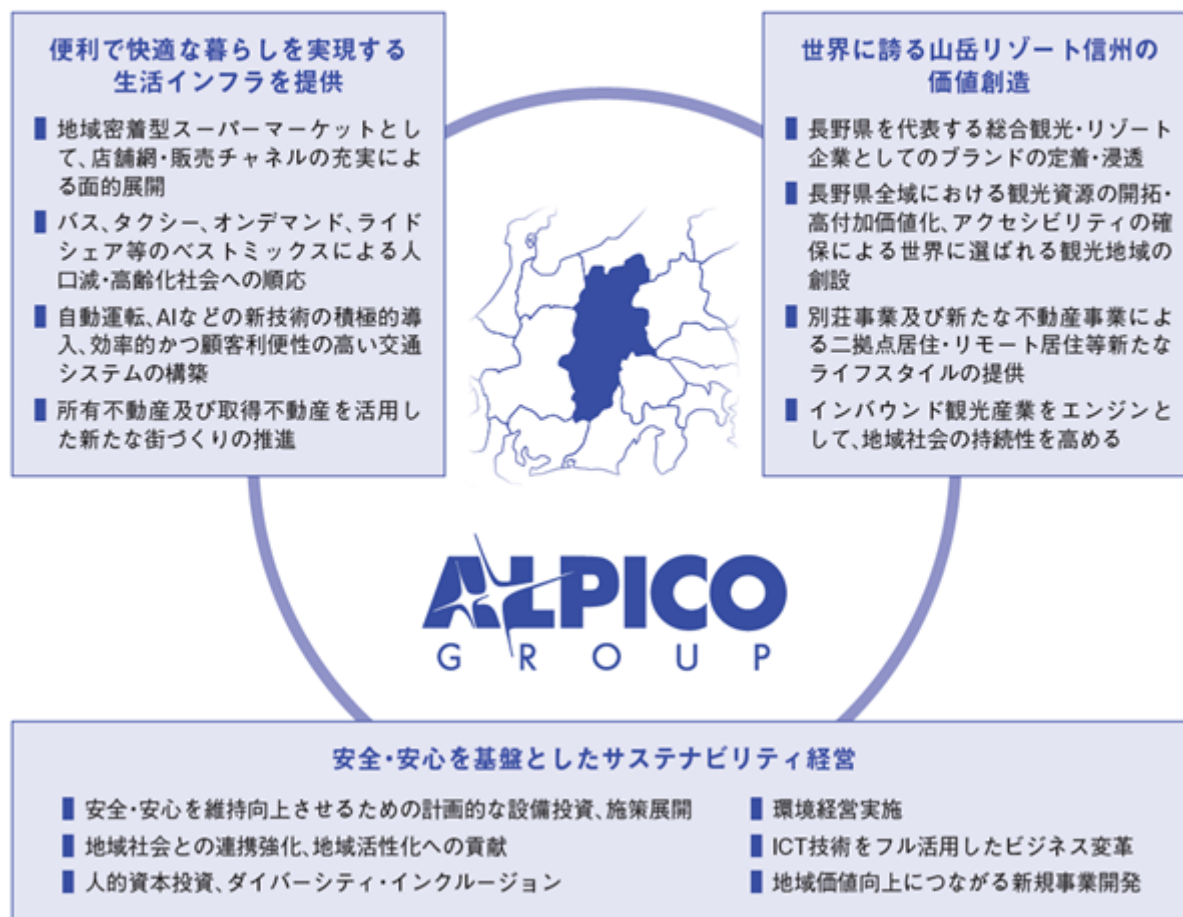 便利で快適な暮らしを実現する
生活インフラを提供
地域密着型スーパーマーケットとし
て、店舗網・販売チャネルの充実によ
る面的展開
バス、タクシー、オンデマンド、ライド
シェア等のベストミックスによる人
口減・高齢化社会への順応
自動運転、AIなどの新技術の積極的導
入、効率的かつ顧客利便性の高い交通
システムの構築
所有不動産及び取得不動産を活用し
た新たな街づくりの推進
世界に誇る山岳リゾート信州の
価値創造
長野県を代表する総合観光・リゾート
企業としてのブランドの定着・浸透
長野県全域における観光資源の開拓・
高付加価値化、アクセシビリティの確
保による世界に選ばれる観光地域の
創設
別荘事業及び新たな不動産事業によ
る二拠点居住・リモート居住等新たな
ライフスタイルの提供
インバウンド観光産業をエンジンと
して、地域社会の持続性を高める
ALPICO
GROUP
安全・安心を基盤としたサステナビリティ経営
安全・安心を維持向上させるための計画的な設備投資、施策展開
地域社会との連携強化、地域活性化への貢献
人的資本投資、ダイバーシティ・インクルージョン
環境経営実施
ICT技術をフル活用したビジネス変革
地域価値向上につながる新規事業開発